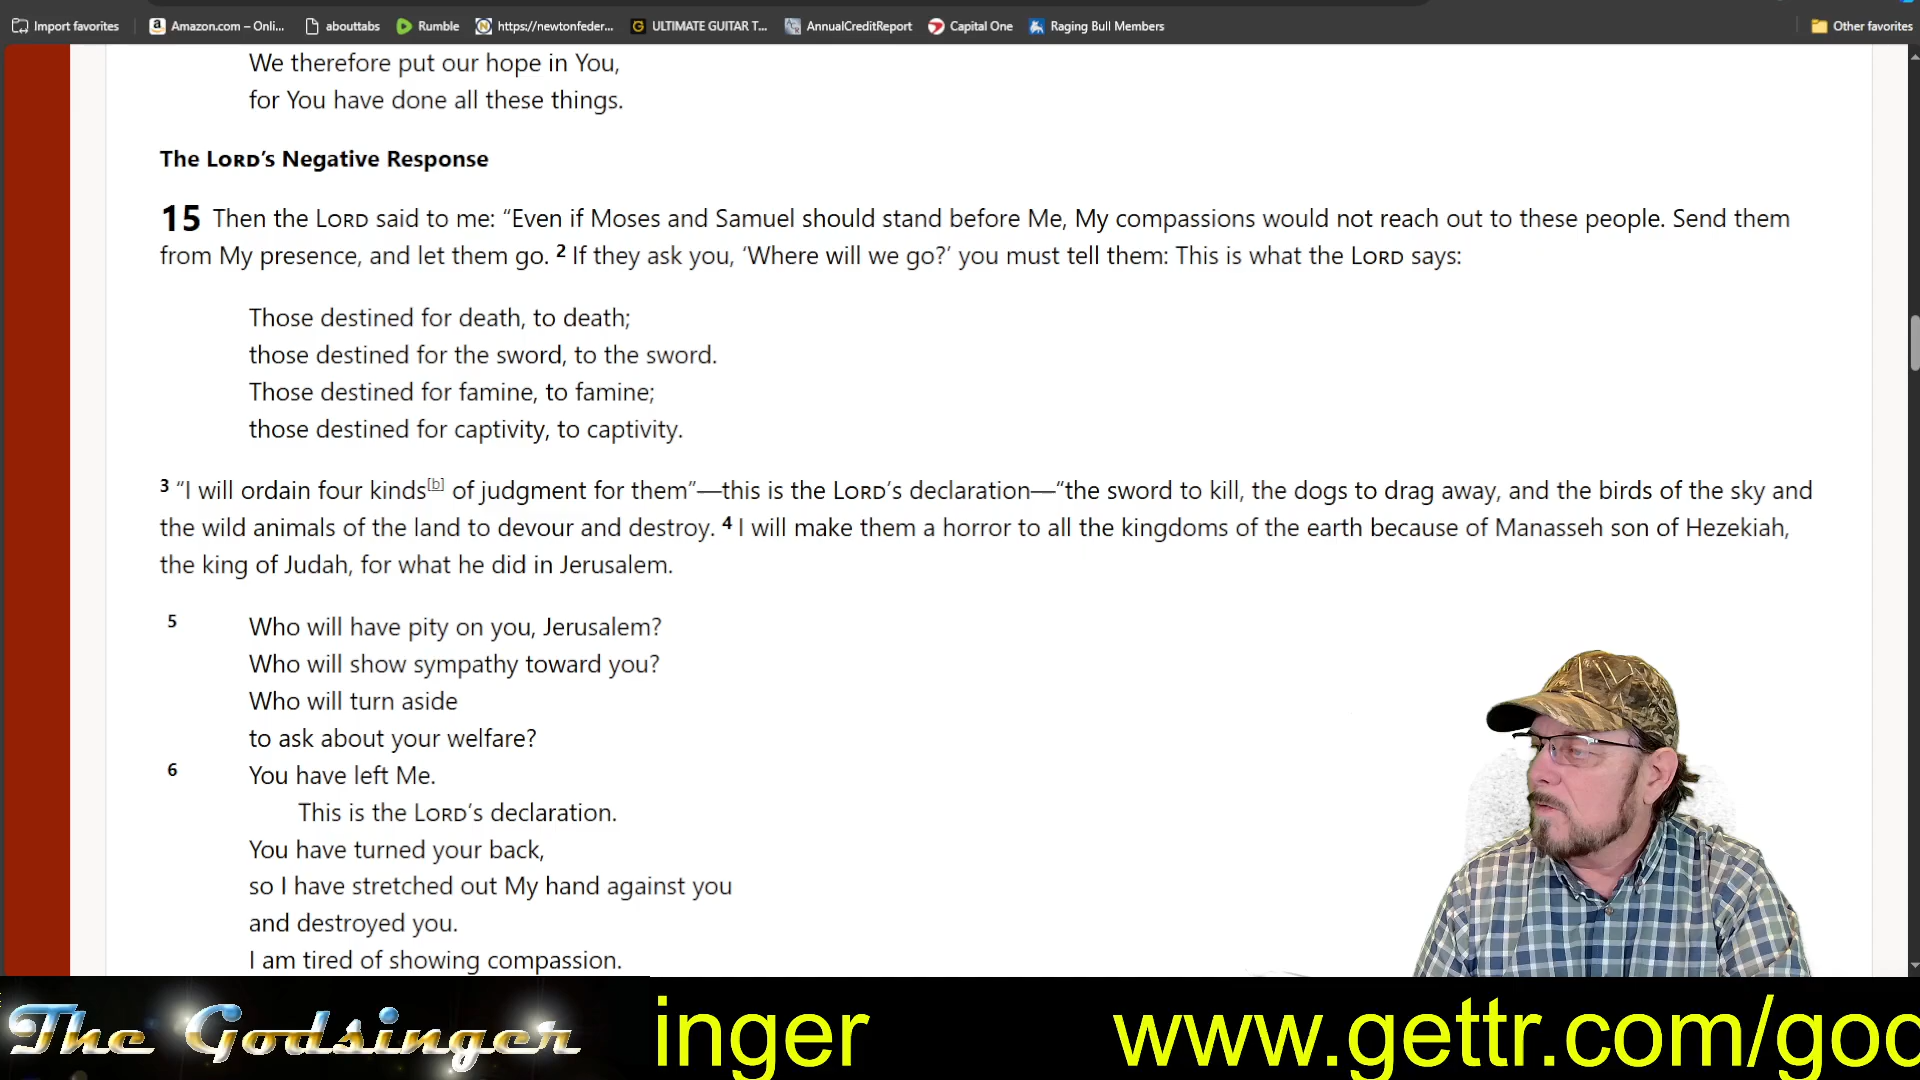 Import favorites
Amazon.com – Onli...
abouttabs
Rumble
https://newtonfeder...
ULTIMATE GUITAR T...
AnnualCreditReport
Capital One
Raging Bull Members
Other favorites
We therefore put our hope in You,
for You have done all these things.
The LORD's Negative Response
15 Then the LORD said to me: “Even if Moses and Samuel should stand before Me, My compassions would not reach out to these people. Send them
from My presence, and let them go. 2 If they ask you, ‘Where will we go?’ you must tell them: This is what the LORD says:
Those destined for death, to death;
those destined for the sword, to the sword.
Those destined for famine, to famine;
those destined for captivity, to captivity.
3 “I will ordain four kinds[b] of judgment for them”—this is the LORD’s declaration—“the sword to kill, the dogs to drag away, and the birds of the sky and
the wild animals of the land to devour and destroy. 4 I will make them a horror to all the kingdoms of the earth because of Manasseh son of Hezekiah,
the king of Judah, for what he did in Jerusalem.
5 Who will have pity on you, Jerusalem?
Who will show sympathy toward you?
Who will turn aside
to ask about your welfare?
6 You have left Me.
This is the LORD’s declaration.
You have turned your back,
so I have stretched out My hand against you
and destroyed you.
I am tired of showing compassion.
The Godsinger
inger www.gettr.com/god